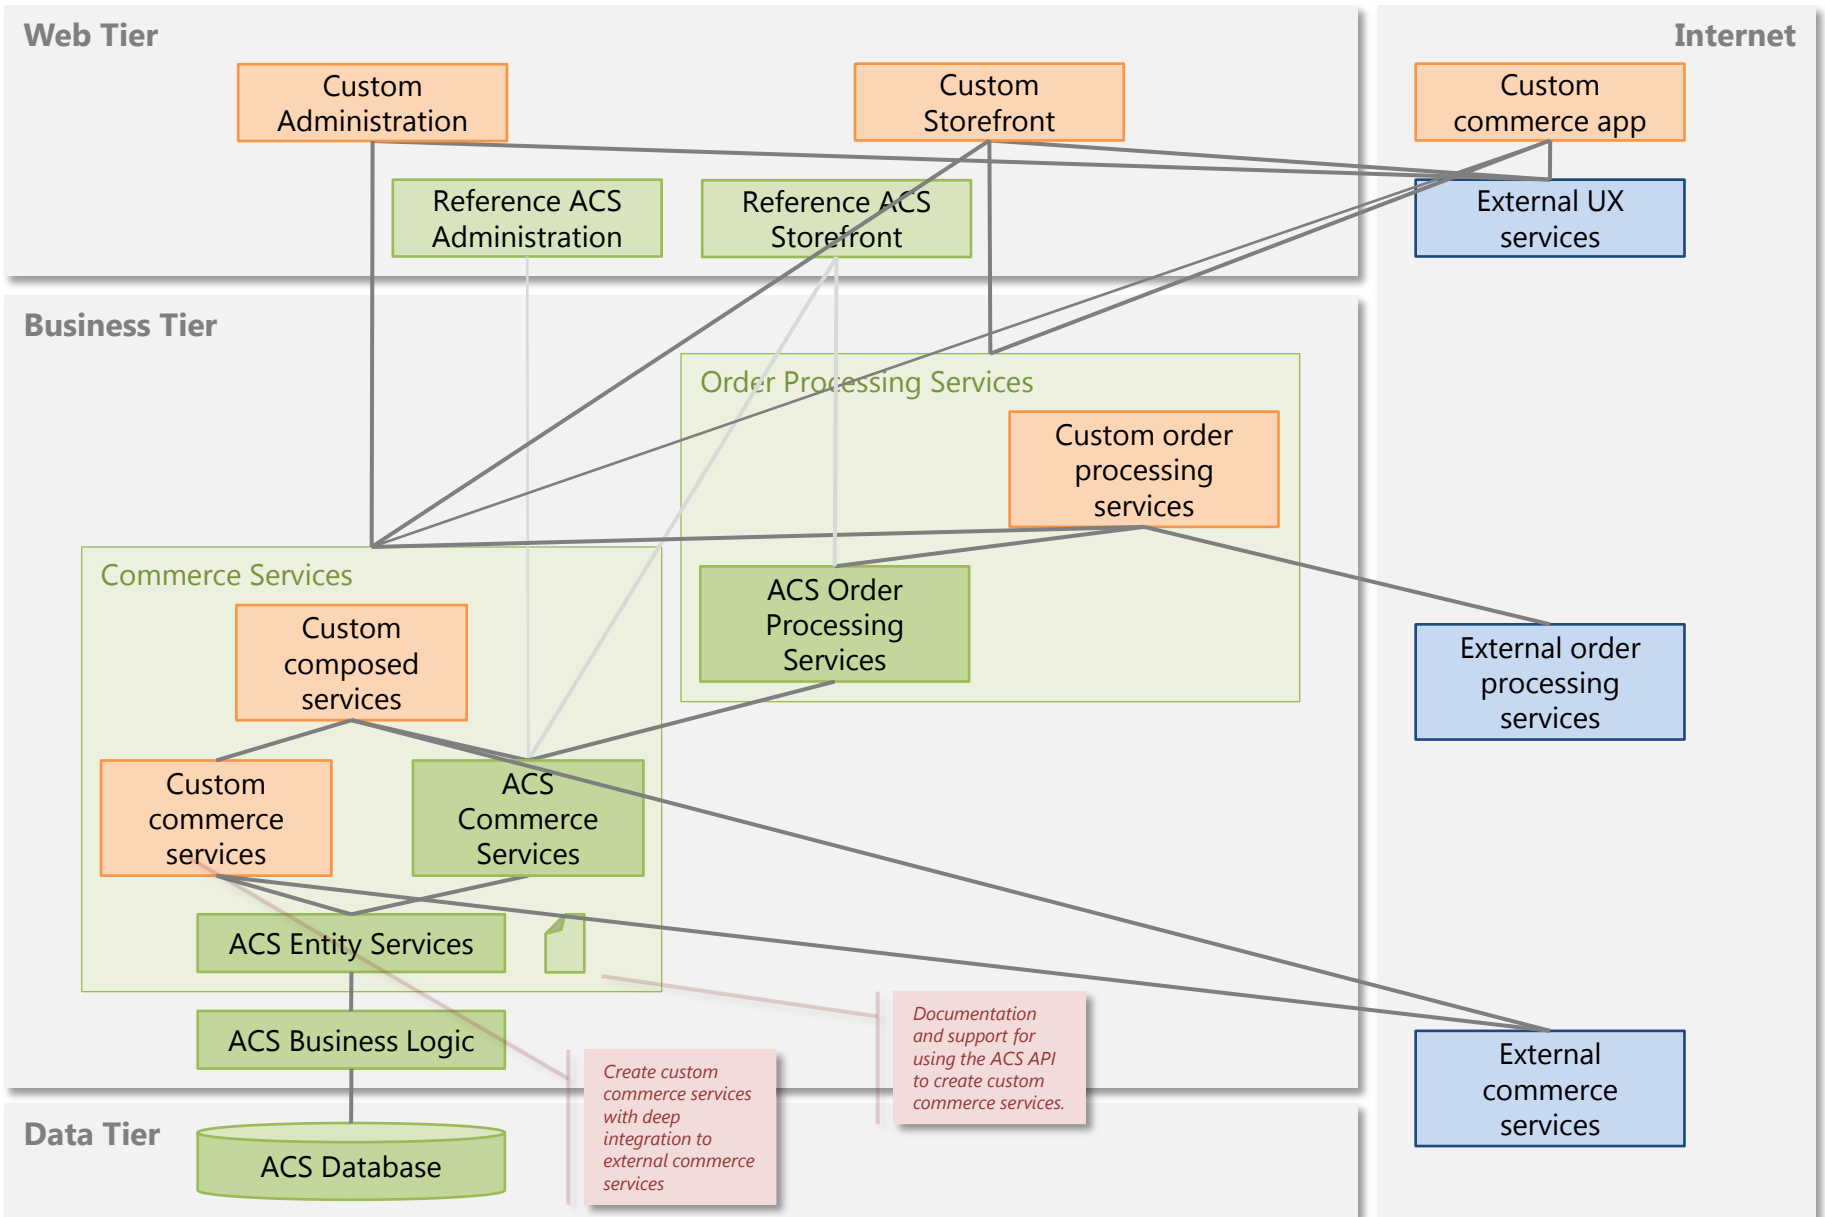 Web Tier
Internet
Custom
Administration
Custom
Storefront
Custom
commerce app
Reference ACS
Administration
Reference ACS
Storefront
External UX
services
Business Tier
Order Processing Services
Custom order
processing
services
Commerce Services
Custom
composed
services
ACS Order
Processing
Services
External order
processing
services
Custom
commerce
services
ACS
Commerce
Services
ACS Entity Services
ACS Business Logic
Documentation
and support for
using the ACS API
to create custom
commerce services.
Create custom
commerce services
with deep
integration to
external commerce
services
External
commerce
services
Data Tier
ACS Database